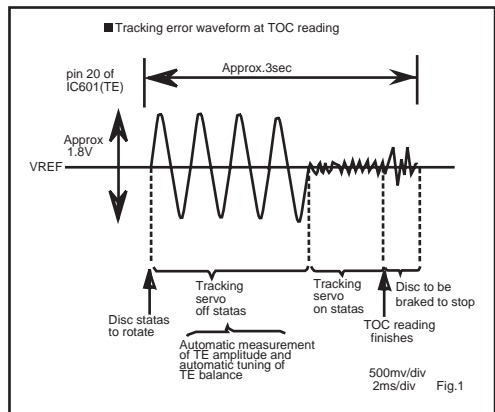 ■Tracking error waveform at TOC reading
pin 20 of
IC601(TE)
Approx.3sec
Approx
1.8V
VREF
Disc statas
to rotate
Tracking
servo
off statas
Automatic measurement
of TE amplitude and
automatic tuning of
TE balance
Tracking
servo
on statas
Disc to be
braked to stop
TOC reading
finishes
500mv/div
2ms/div Fig.1